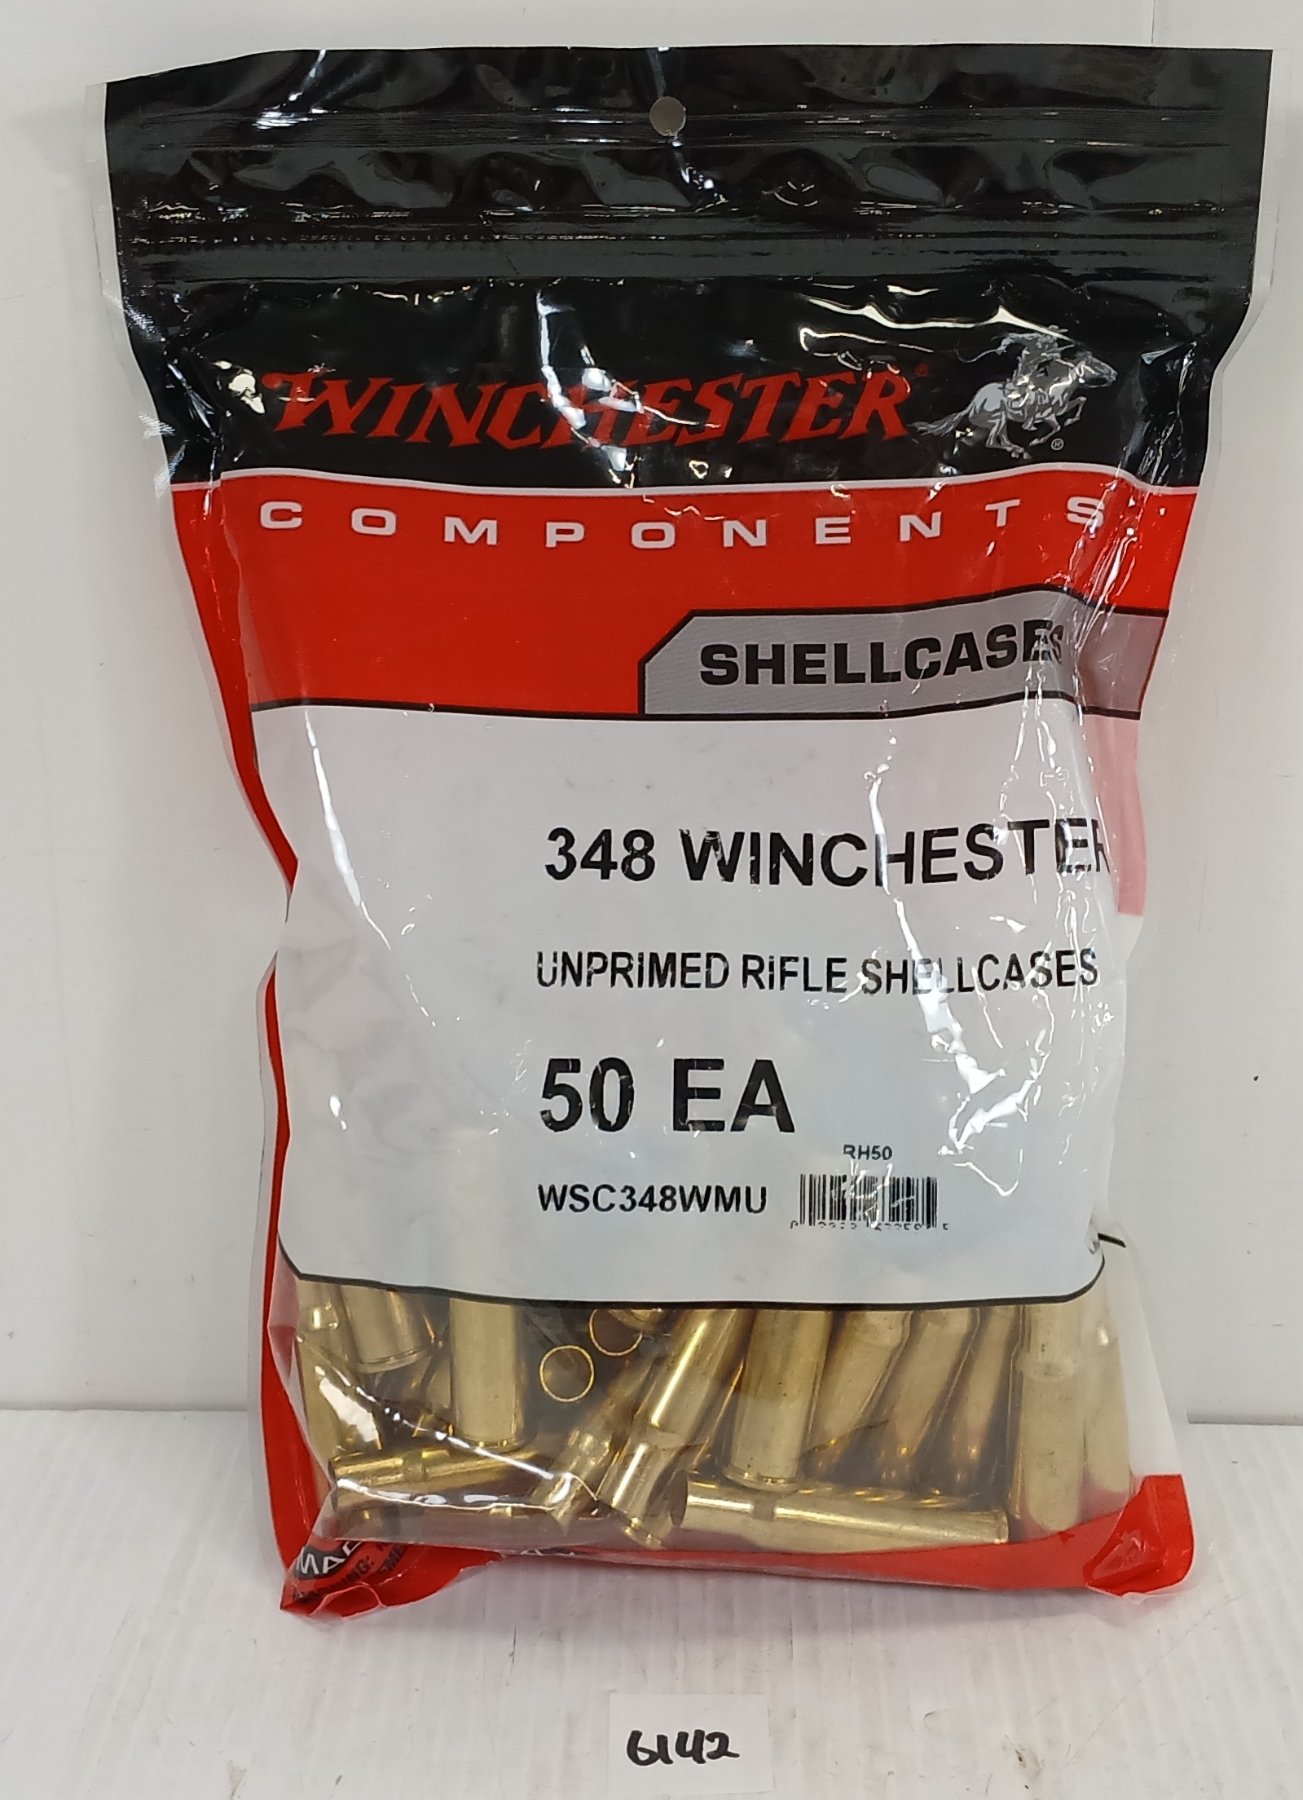 WINCHESTER®
®
COMPONENTS
SHELLCASES
348 WINCHESTER
UNPRIMED RIFLE SHELLCASES
50 EA
RH50
WSC348WMU
6142